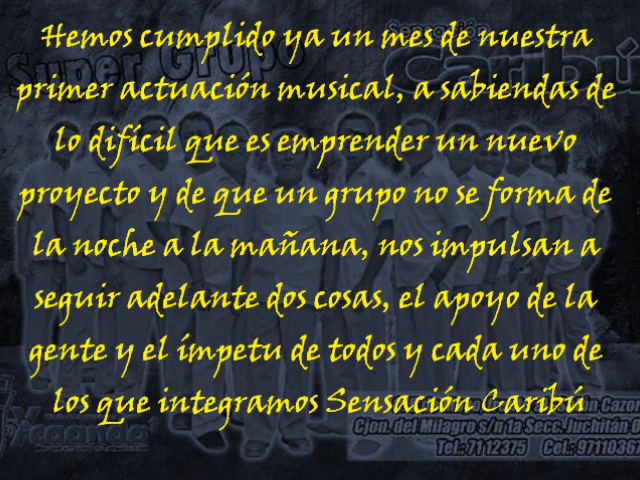 Hemos cumplido ya un mes de nuestra
primer actuación musical, a sabiendas de
lo difícil que es emprender un nuevo
proyecto y de que un grupo no se forma de
la noche a la mañana, nos impulsan a
seguir adelante dos cosas, el apoyo de la
gente y el ímpetu de todos y cada uno de
los que integramos Sensación Caribú
Super Grupo
Sensación
Caribú
Cjon. del Milagro s/n 1a Secc. Juchitán
Tel.: 71 12375 Cel.: 9711036